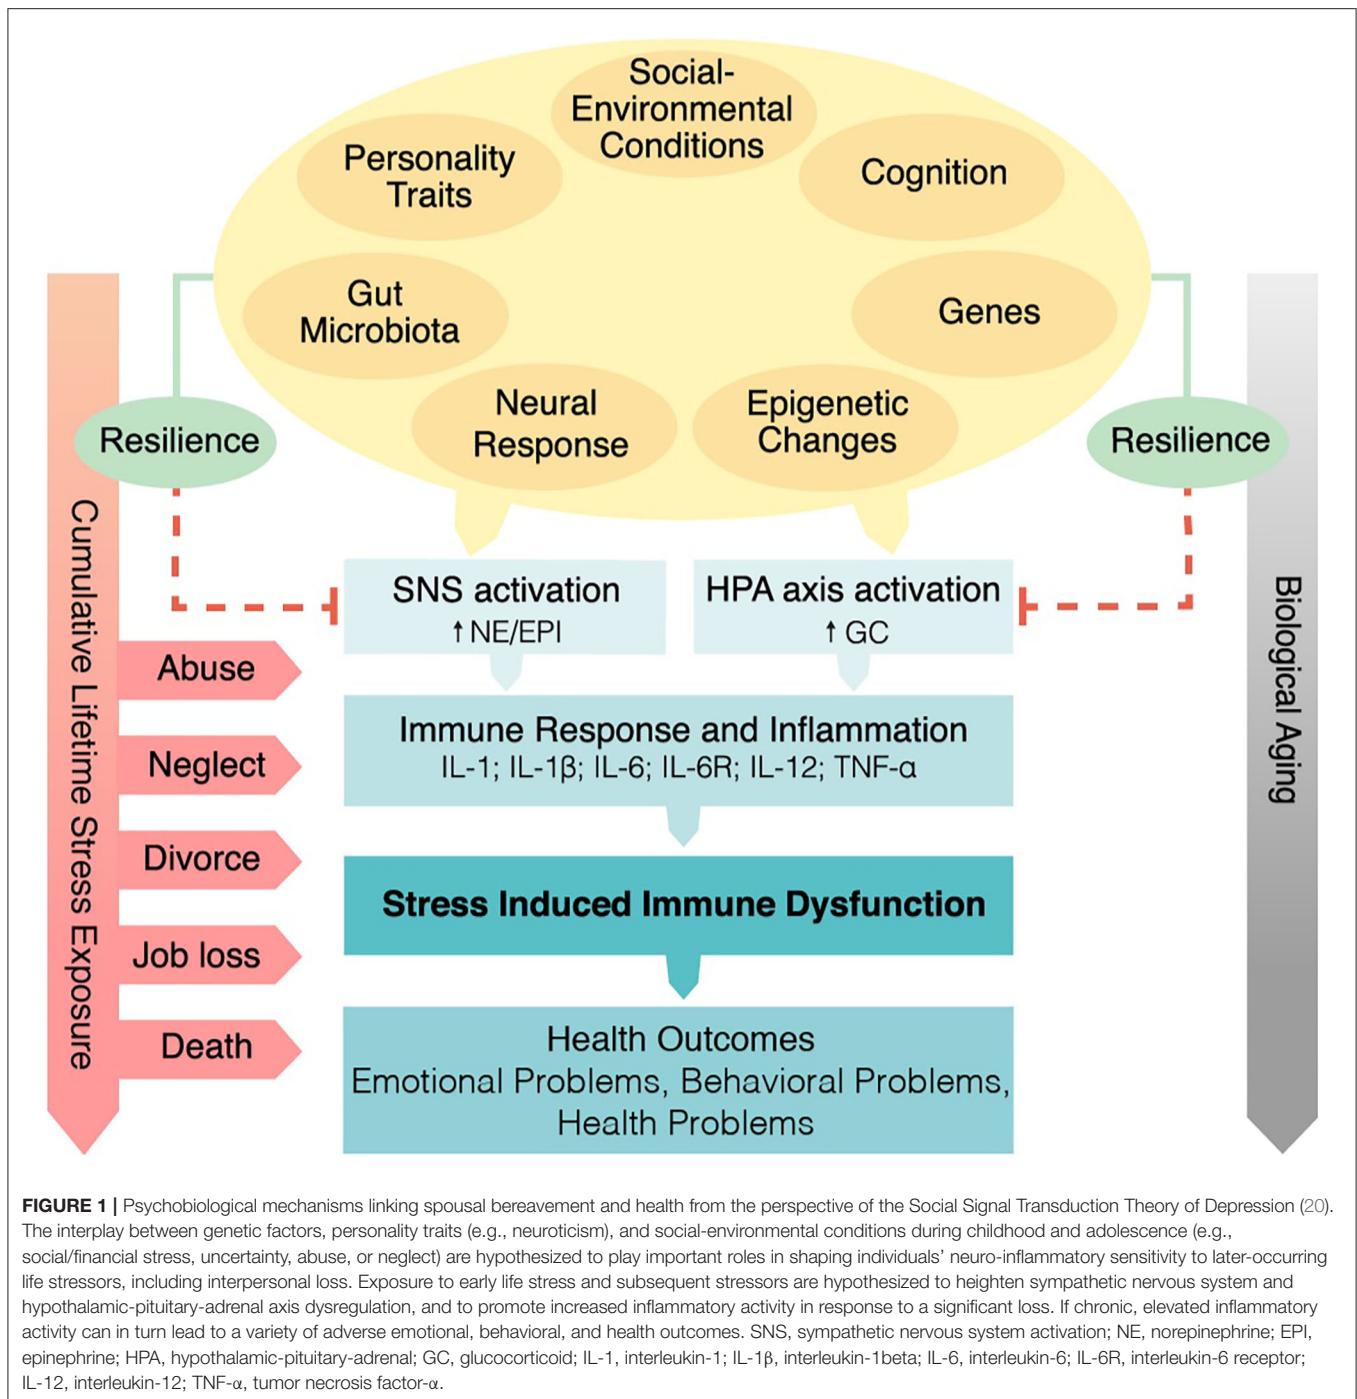 Social-
Environmental
Conditions
Personality
Traits
Cognition
Gut
Microbiota
Genes
Neural
Response
Epigenetic
Changes
Resilience
Resilience
Cumulative Lifetime Stress Exposure
Biological Aging
SNS activation
↑ NE/EPI
HPA axis activation
↑ GC
Abuse
Neglect
Divorce
Job loss
Death
Immune Response and Inflammation
IL-1; IL-1β; IL-6; IL-6R; IL-12; TNF-α
Stress Induced Immune Dysfunction
Health Outcomes
Emotional Problems, Behavioral Problems,
Health Problems
FIGURE 1 | Psychobiological mechanisms linking spousal bereavement and health from the perspective of the Social Signal Transduction Theory of Depression (20).
The interplay between genetic factors, personality traits (e.g., neuroticism), and social-environmental conditions during childhood and adolescence (e.g.,
social/financial stress, uncertainty, abuse, or neglect) are hypothesized to play important roles in shaping individuals' neuro-inflammatory sensitivity to later-occurring
life stressors, including interpersonal loss. Exposure to early life stress and subsequent stressors are hypothesized to heighten sympathetic nervous system and
hypothalamic-pituitary-adrenal axis dysregulation, and to promote increased inflammatory activity in response to a significant loss. If chronic, elevated inflammatory
activity can in turn lead to a variety of adverse emotional, behavioral, and health outcomes. SNS, sympathetic nervous system activation; NE, norepinephrine; EPI,
epinephrine; HPA, hypothalamic-pituitary-adrenal; GC, glucocorticoid; IL-1, interleukin-1; IL-1β, interleukin-1beta; IL-6, interleukin-6; IL-6R, interleukin-6 receptor;
IL-12, interleukin-12; TNF-α, tumor necrosis factor-α.